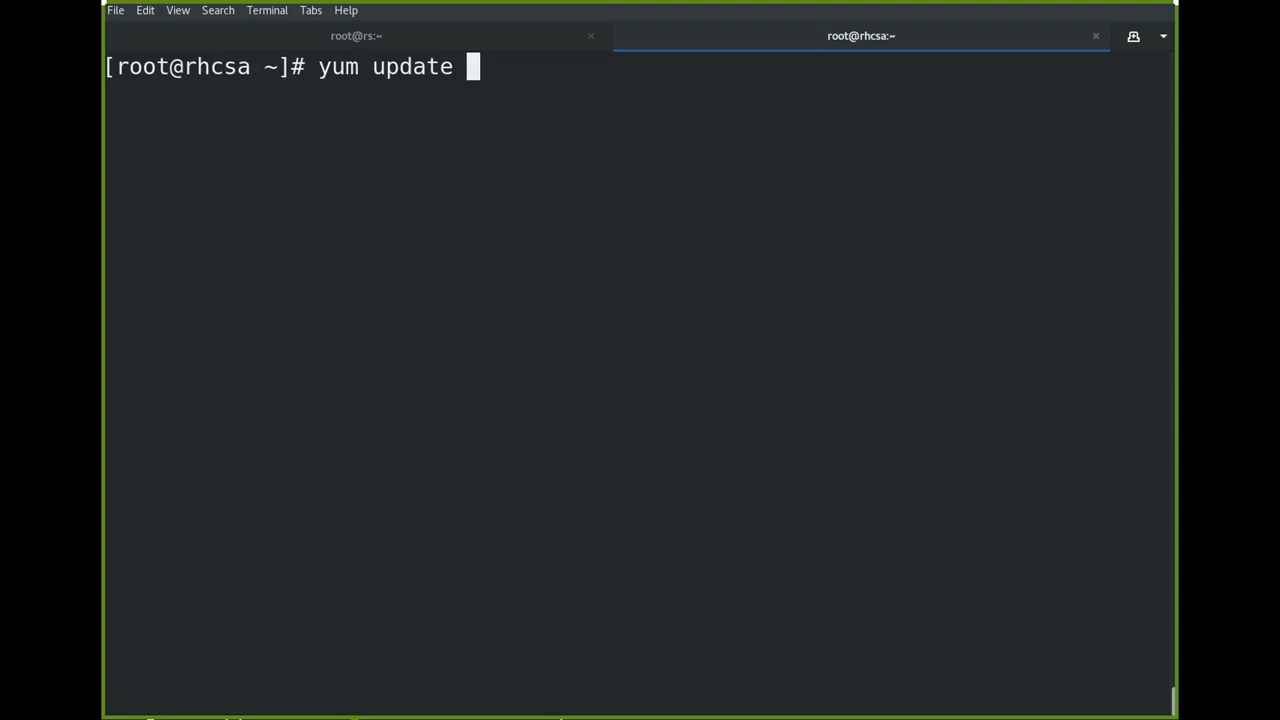 File Edit View Search Terminal Tabs Help
root@rs:~ × root@rhcsa:~ ×
[root@rhcsa ~]# yum update